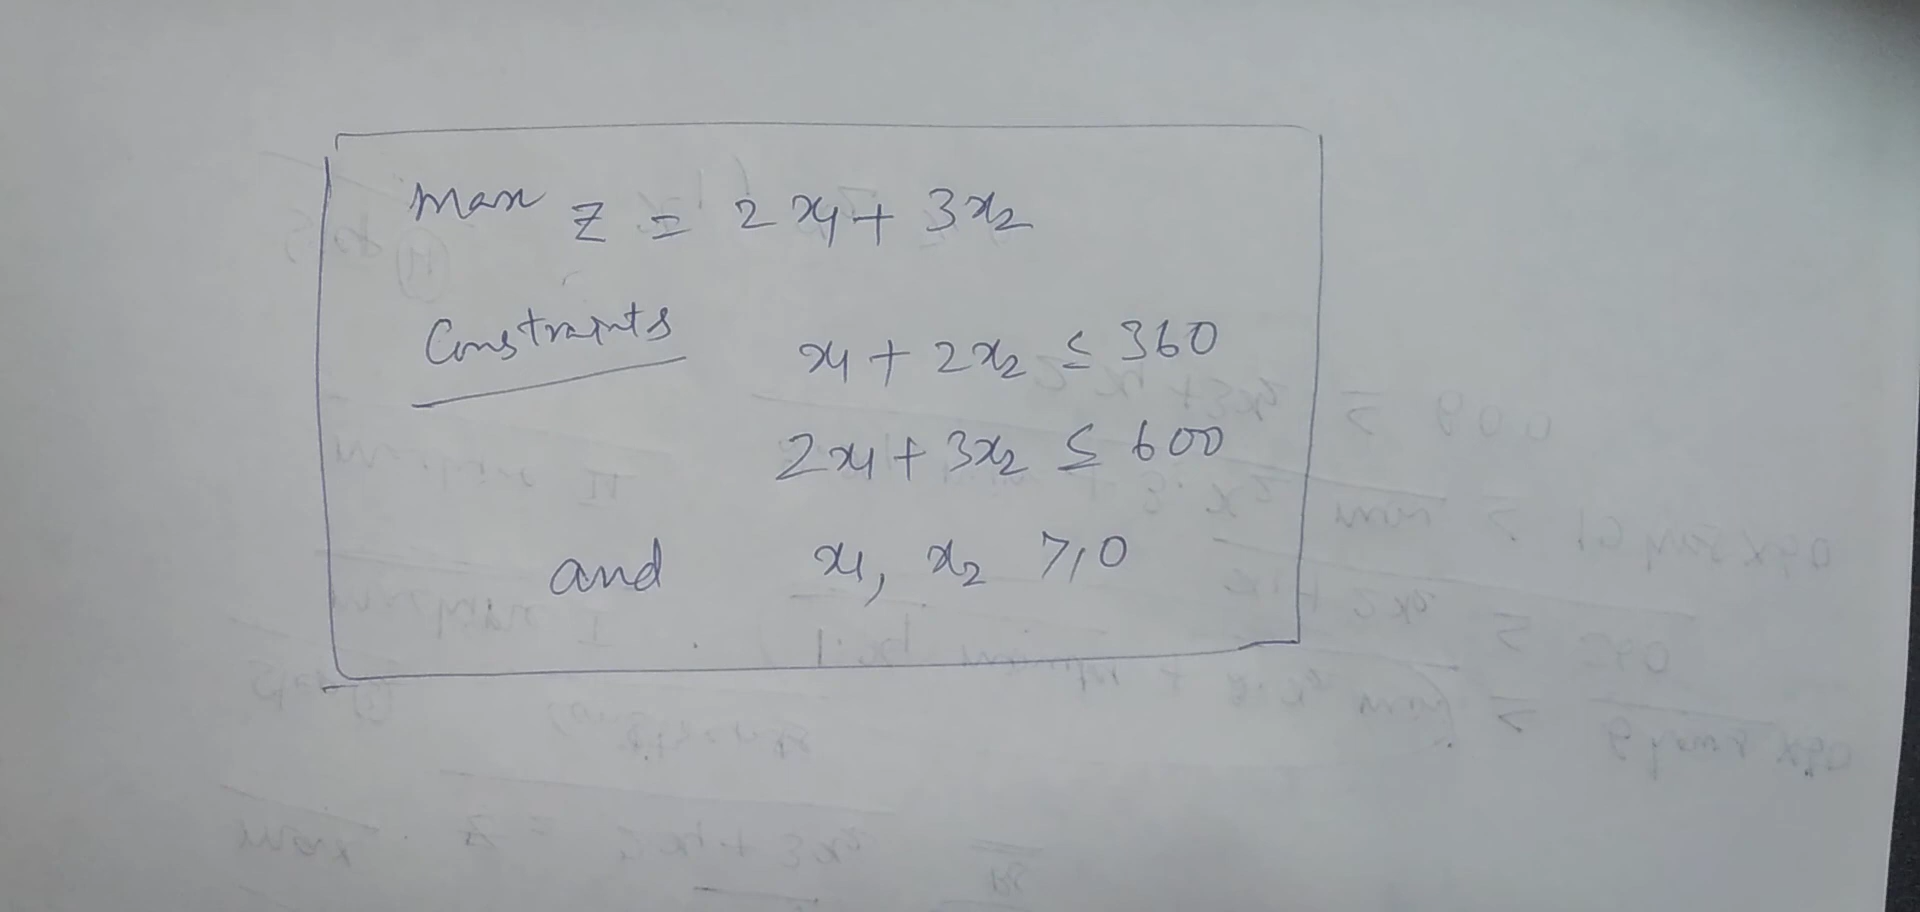 Max Z = 2x1 + 3x2
Constraints x1 + 2x2 ≤ 360
2x1 + 3x2 ≤ 600
and x1, x2 ≥ 0